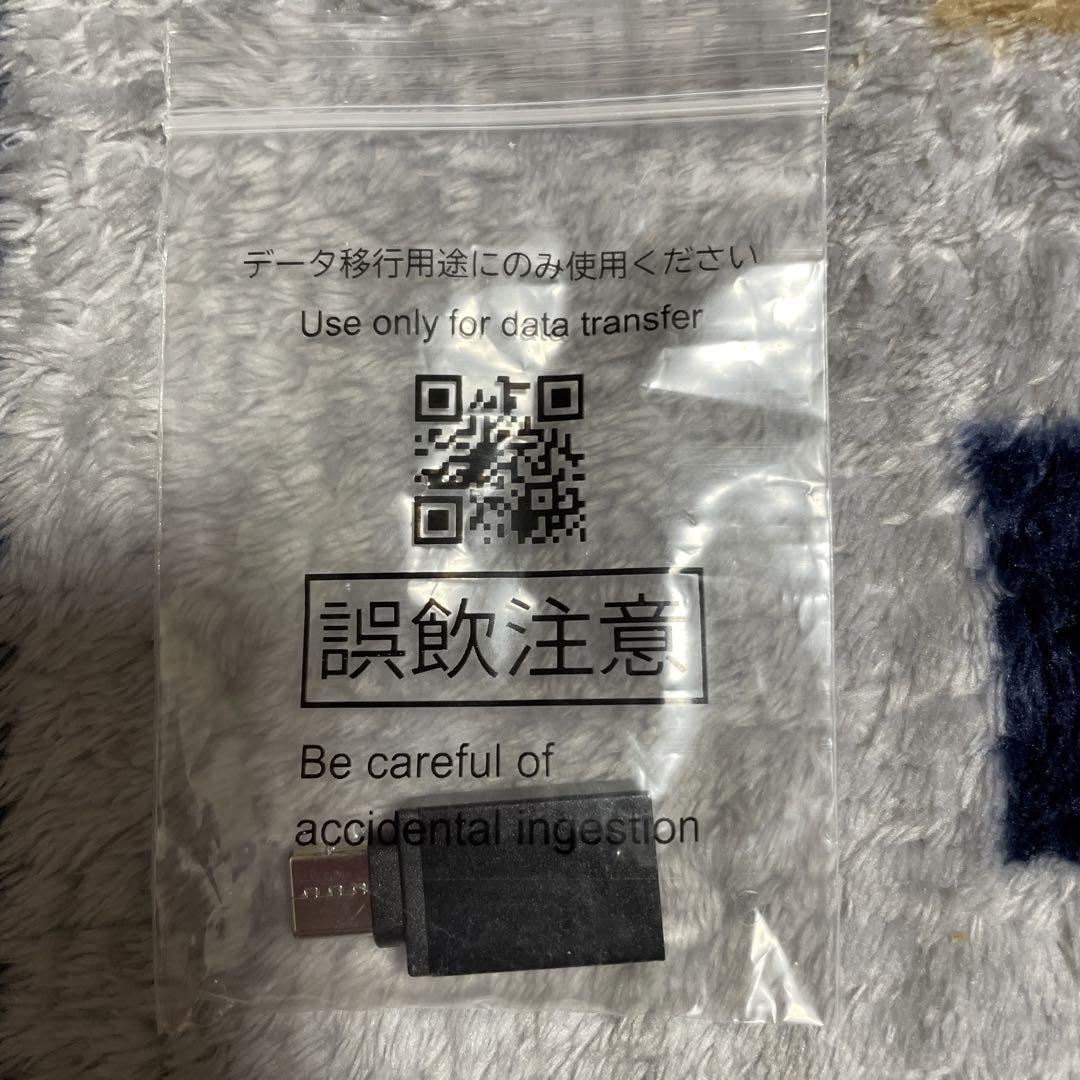 データ移行用途にのみ使用ください
Use only for data transfer
誤飲注意
Be careful of
accidental ingestion